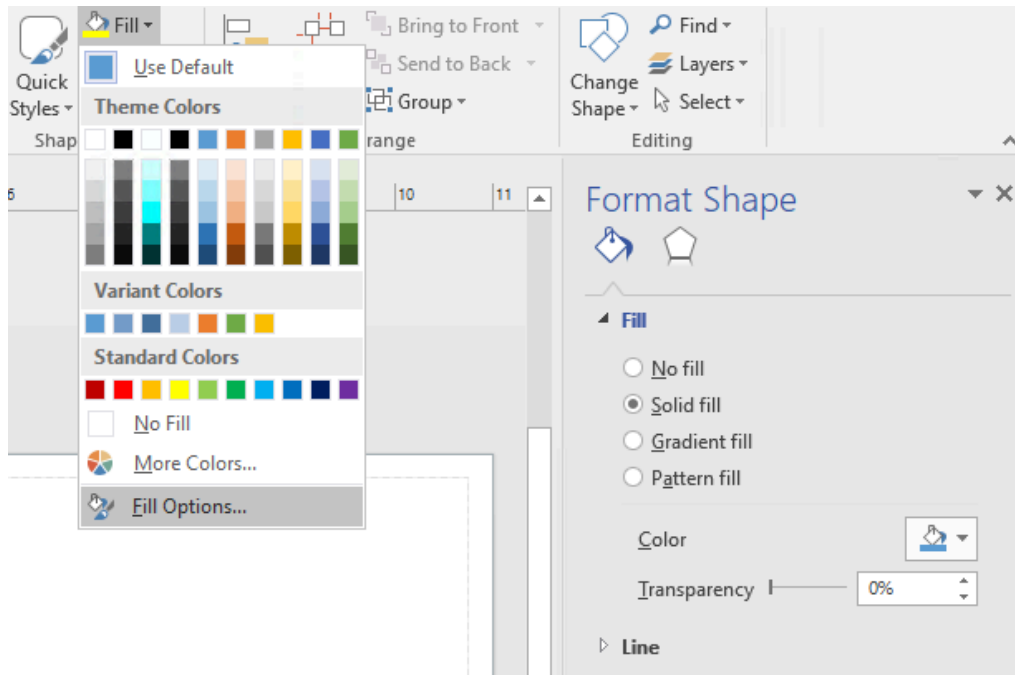 Fill
Bring to Front
Find
Use Default
Send to Back
Layers
Quick
Styles
Change
Shape
Group
Select
Theme Colors
Shap
range
Editing
6
10
11
Format Shape
Variant Colors
Fill
Standard Colors
No fill
Solid fill
No Fill
Gradient fill
More Colors...
Pattern fill
Fill Options...
Color
Transparency
0%
Line